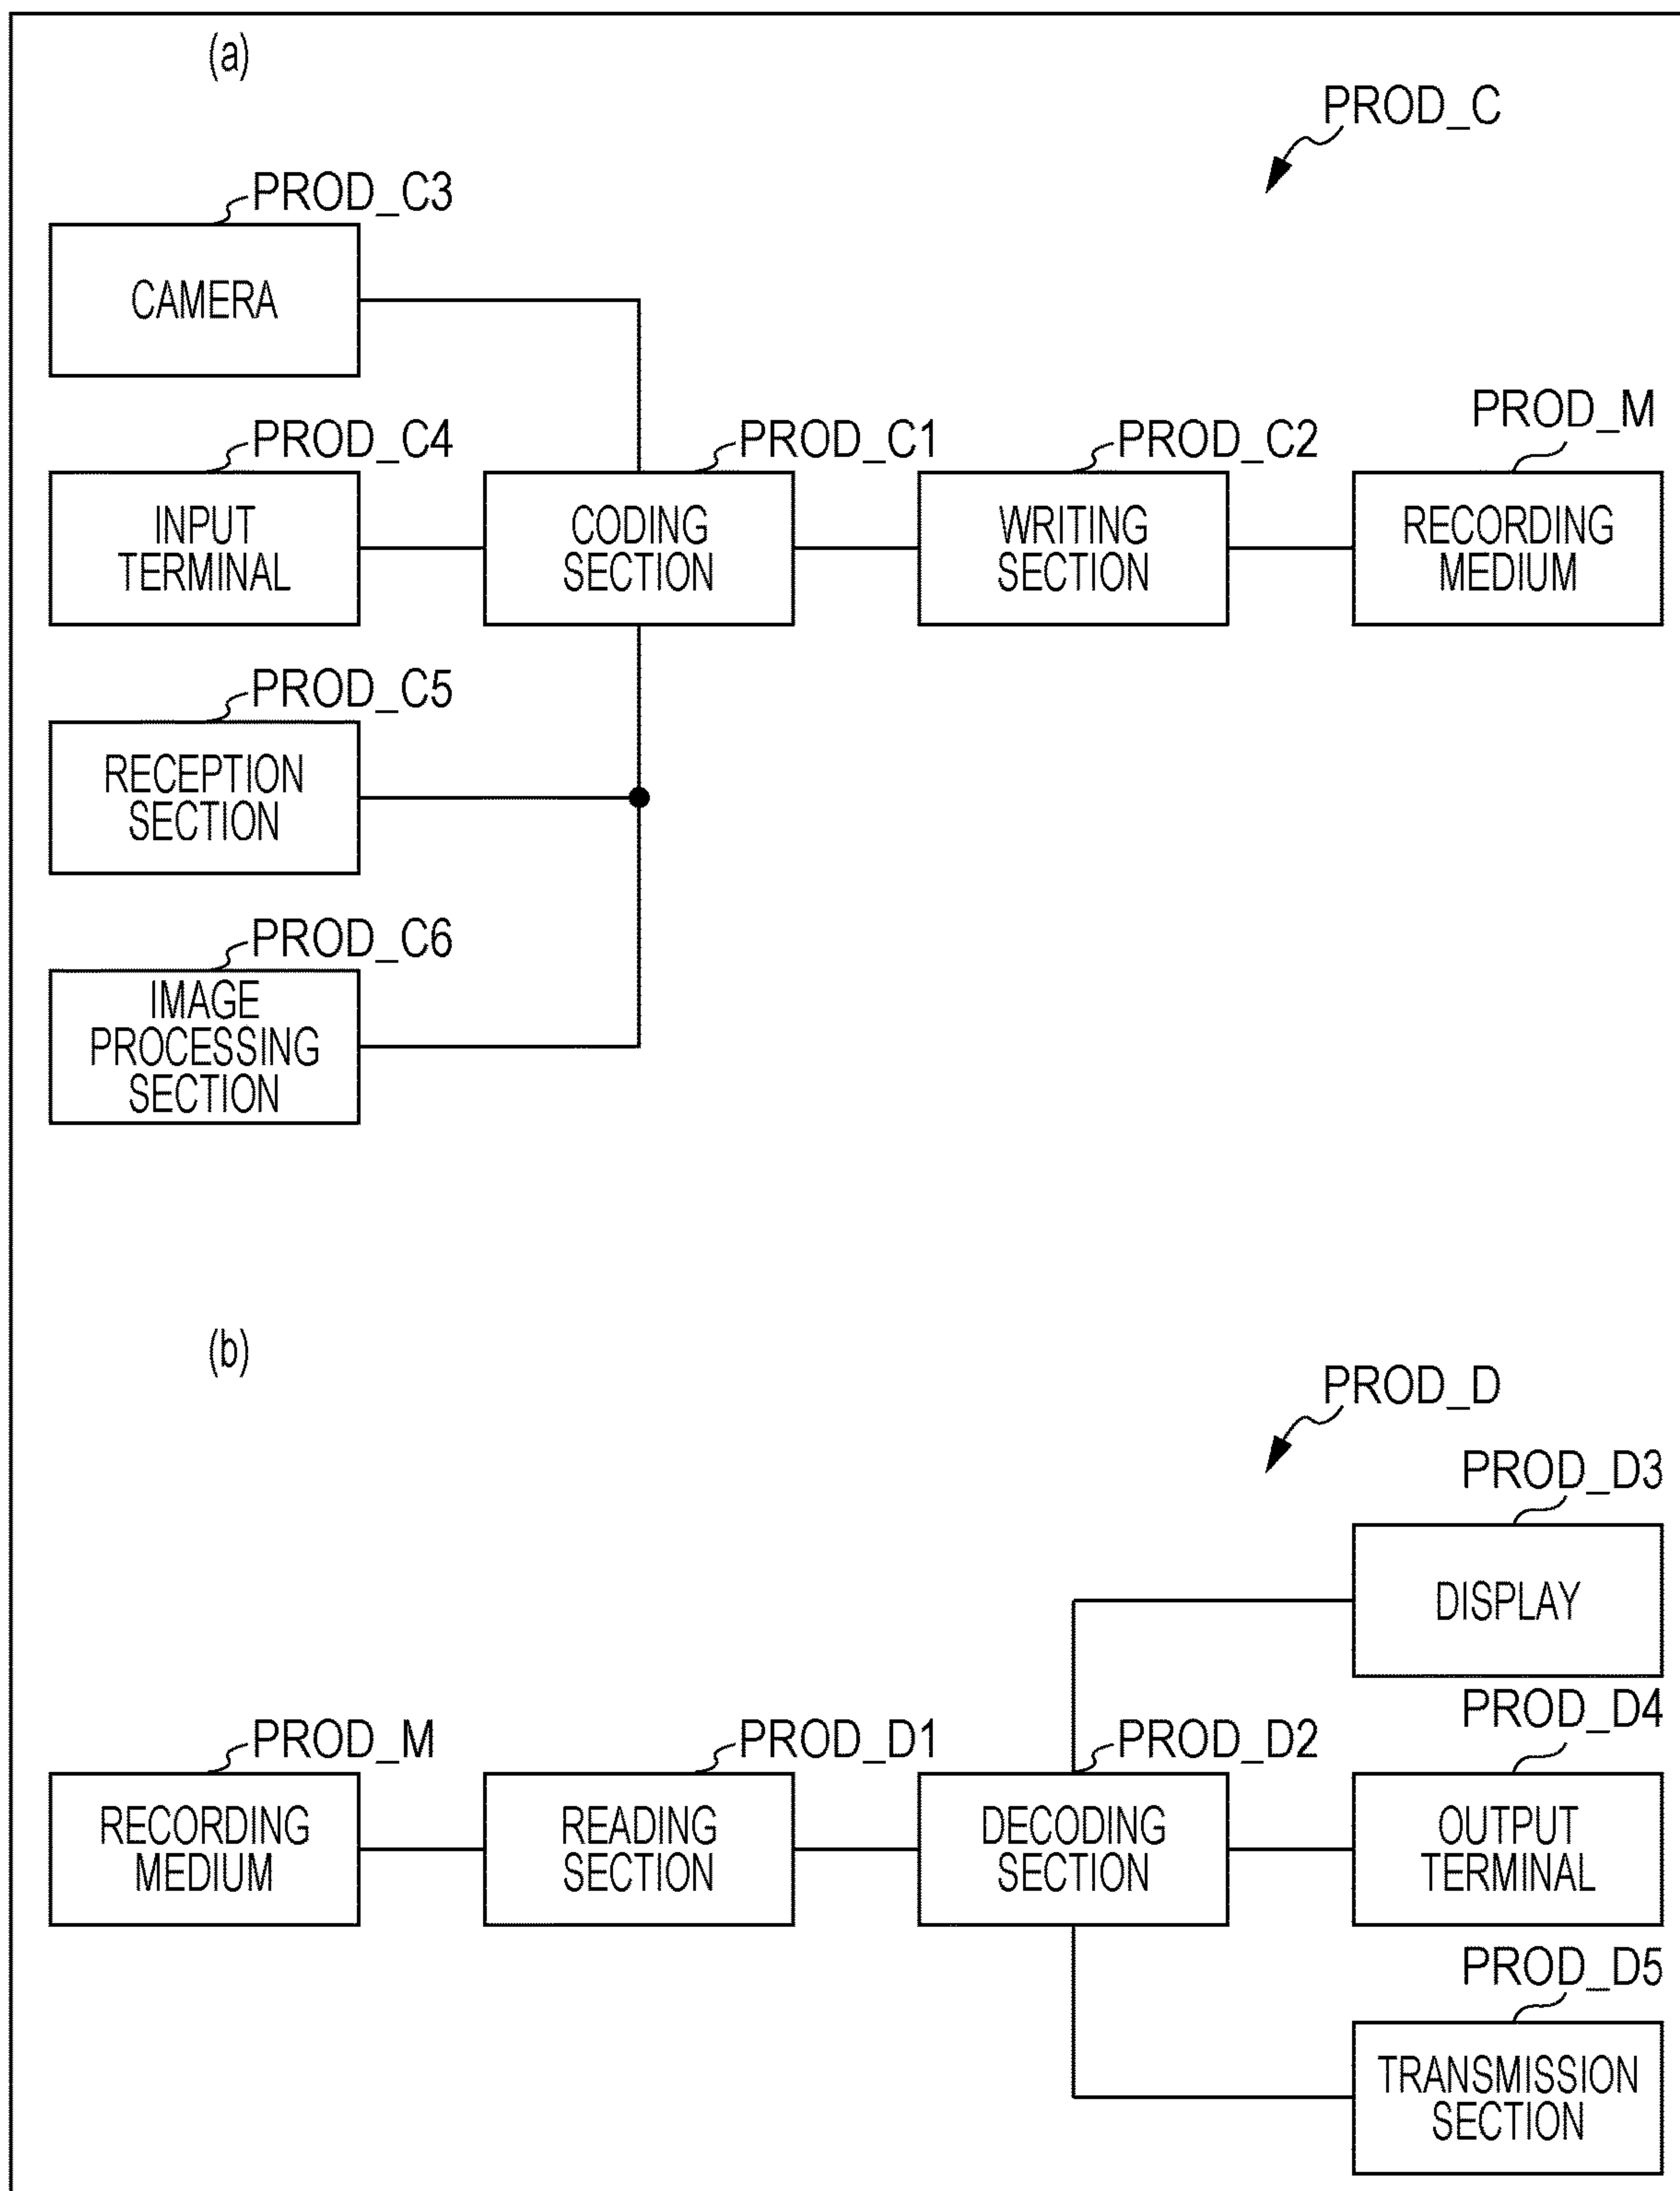 (a)
PROD_C
PROD_C3
CAMERA
PROD_C4
INPUT
TERMINAL
PROD_C1
CODING
SECTION
PROD_C2
WRITING
SECTION
PROD_M
RECORDING
MEDIUM
PROD_C5
RECEPTION
SECTION
PROD_C6
IMAGE
PROCESSING
SECTION
(b)
PROD_D
PROD_D3
DISPLAY
PROD_M
RECORDING
MEDIUM
PROD_D1
READING
SECTION
PROD_D2
DECODING
SECTION
PROD_D4
OUTPUT
TERMINAL
PROD_D5
TRANSMISSION
SECTION